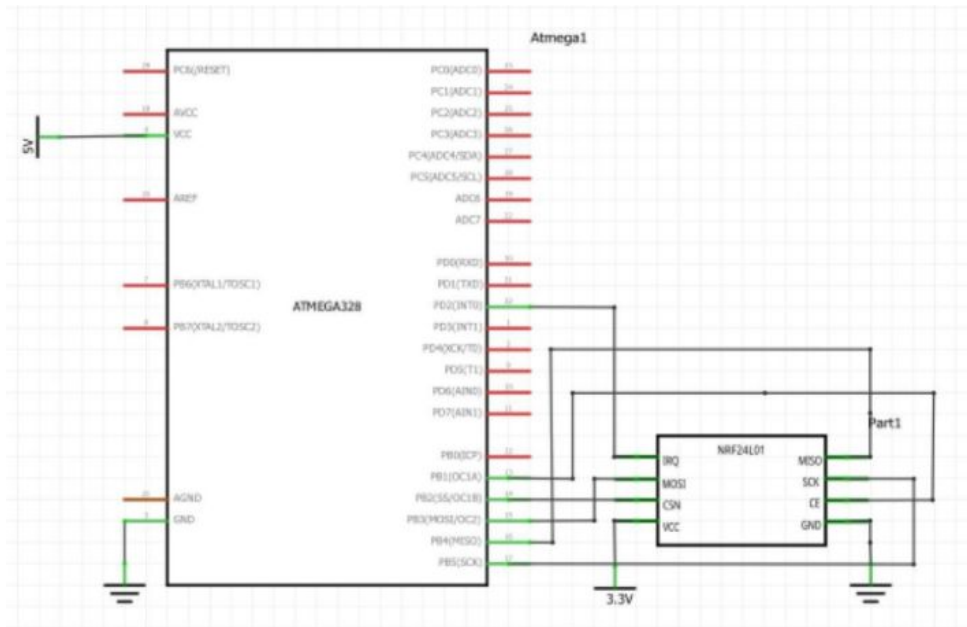 Atmega1
PC6(/RESET)
AVCC
VCC
5V
AREF
PB6(XTAL1/TOSC1)
PB7(XTAL2/TOSC2)
AGND
GND
ATMEGA328
PC0(ADC0)
PC1(ADC1)
PC2(ADC2)
PC3(ADC3)
PC4(ADC4/SDA)
PC5(ADC5/SCL)
ADC6
ADC7
PD0(RXD)
PD1(TXD)
PD2(INT0)
PD3(INT1)
PD4(XCK/T0)
PD5(T1)
PD6(AIN0)
PD7(AIN1)
PB0(ICP)
PB1(OC1A)
PB2(SS/OC1B)
PB3(MOSI/OC2)
PB4(MISO)
PB5(SCK)
Part1
NRF24L01
IRQ
MOSI
CSN
VCC
MISO
SCK
CE
GND
3.3V